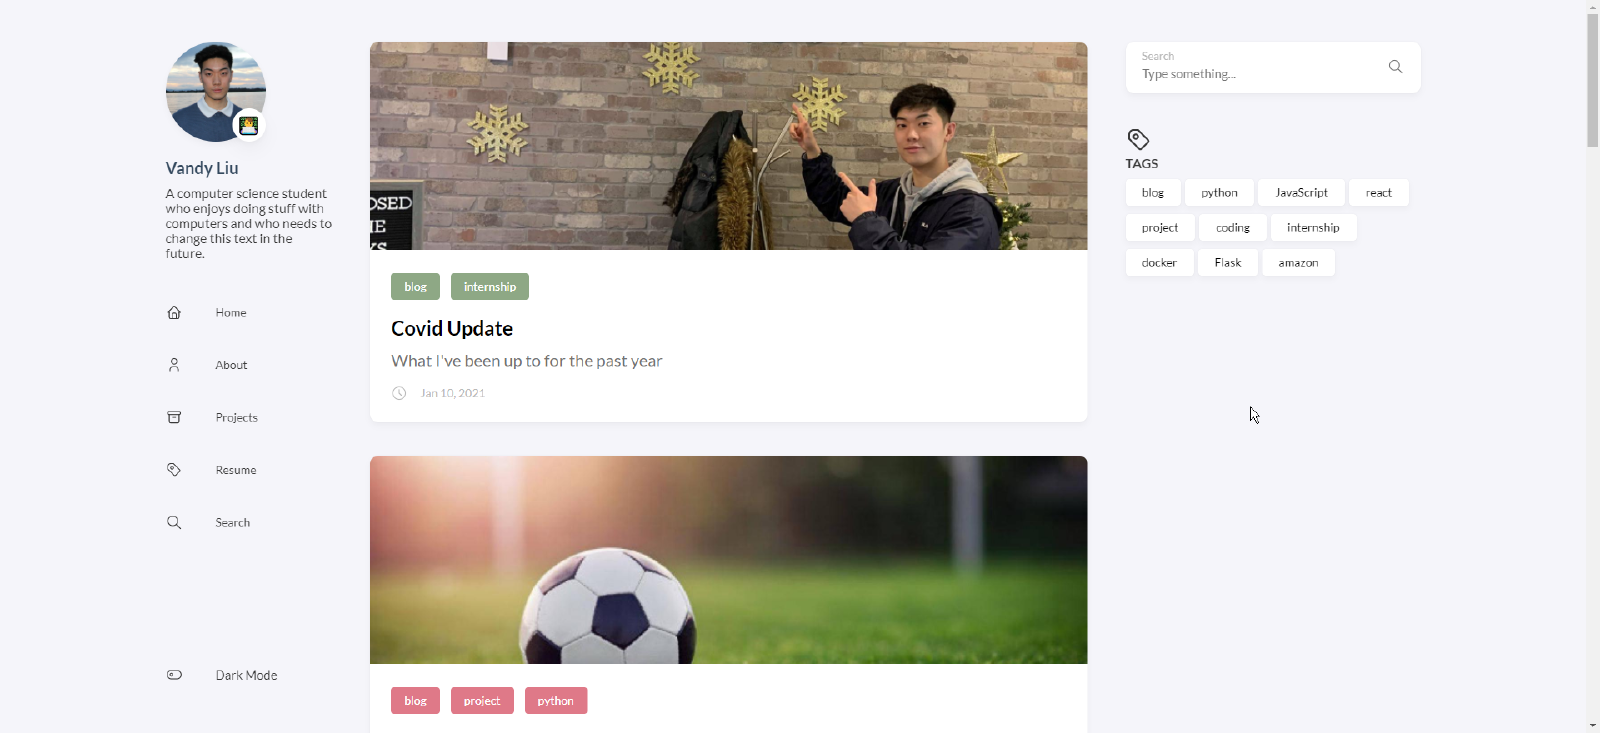 Vandy Liu
A computer science student
who enjoys doing stuff with
computers and who needs to
change this text in the
future.
Home
About
Projects
Resume
Search
Dark Mode
OSED
blog
internship
Covid Update
What I've been up to for the past year
Jan 10, 2021
blog
project
python
Search
Type something...
TAGS
blog
python
JavaScript
react
project
coding
internship
docker
Flask
amazon